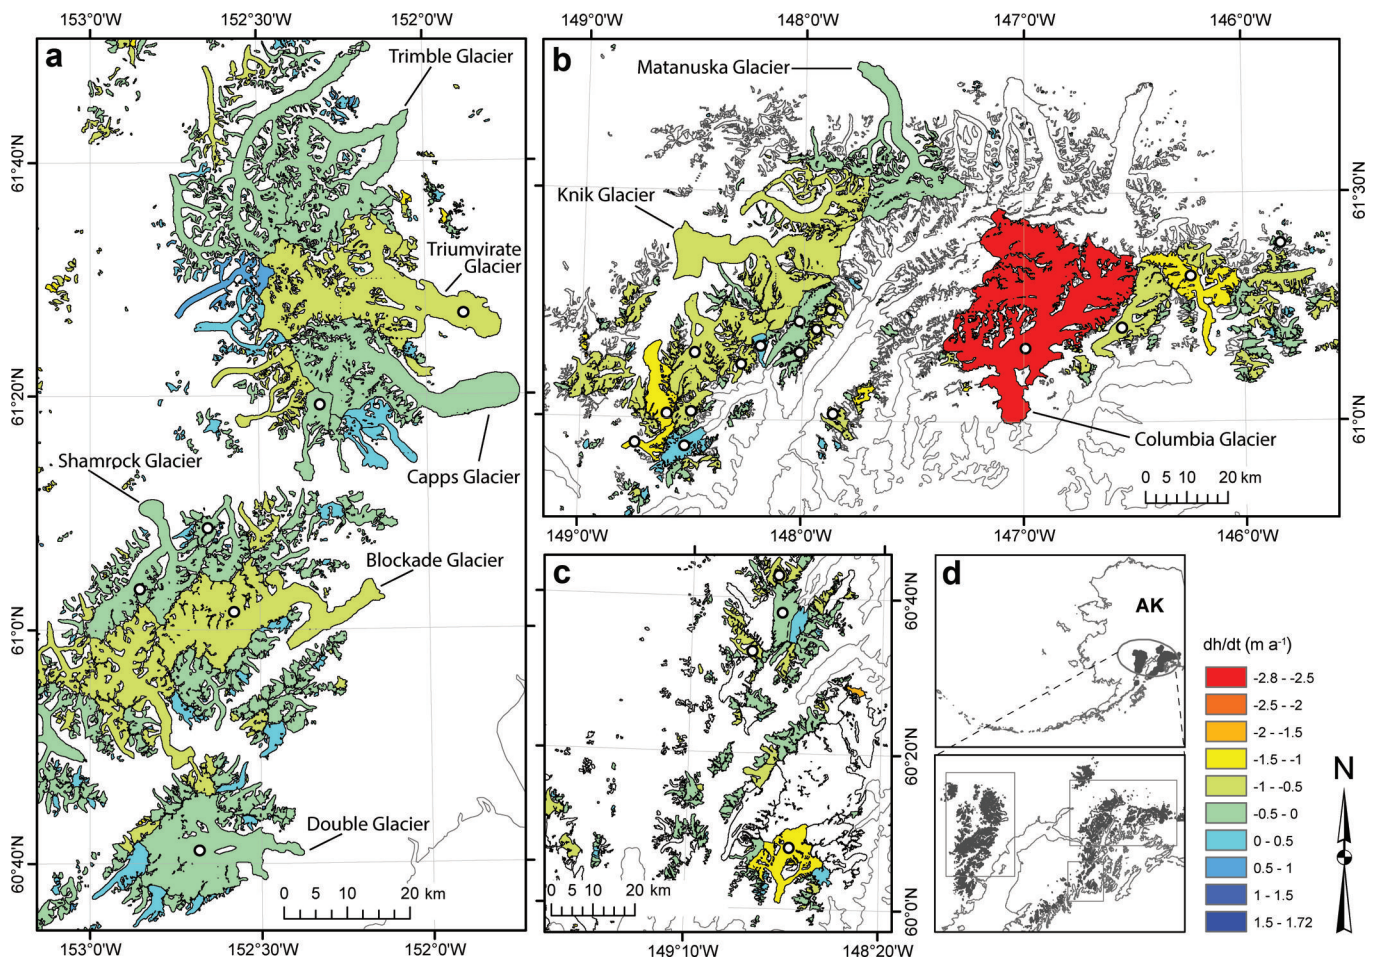 153°0'W 152°30'W 152°0'W
a
Trimble Glacier
61°40'N
Triumvirate
Glacier
61°20'N
Shamrock Glacier
Capps Glacier
Blockade Glacier
61°0'N
Double Glacier
60°40'N
0 5 10 20 km
153°0'W 152°30'W 152°0'W
149°0'W 148°0'W 147°0'W 146°0'W
b
Matanuska Glacier
Knik Glacier
61°30'N
61°0'N
Columbia Glacier
0 5 10 20 km
149°0'W 148°0'W 147°0'W 146°0'W
c
60°40'N
60°20'N
0 5 10 20 km
60°0'N
149°10'W 148°20'W
d
AK
dh/dt (m a⁻¹)
-2.8 - -2.5
-2.5 - -2
-2 - -1.5
-1.5 - -1
-1 - -0.5
-0.5 - 0
0 - 0.5
0.5 - 1
1 - 1.5
1.5 - 1.72
N